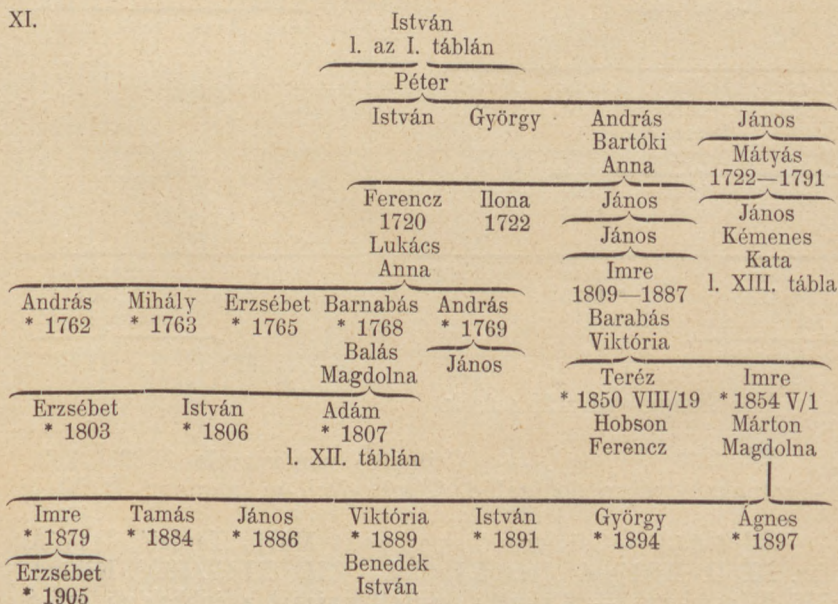 XI.
István
l. az I. táblán
Péter
István György András János
Bartóki Mátyás
Anna 1722—1791
Ferencz Ilona János János
1720 1722 János Kémenes
Lukács Kata
Anna Imre l. XIII. tábla
1809—1887
Barabás
Viktória
András Mihály Erzsébet Barnabás András
* 1762 * 1763 * 1765 * 1768 * 1769
Balás János
Magdolna
Teréz Imre
* 1850 VIII/19 * 1854 V/1
Hobson Márton
Ferencz Magdolna
Erzsébet István Adám
* 1803 * 1806 * 1807
l. XII. táblán
Imre Tamás János Viktória István György Ágnes
* 1879 * 1884 * 1886 * 1889 * 1891 * 1894 * 1897
Erzsébet Benedek
* 1905 István